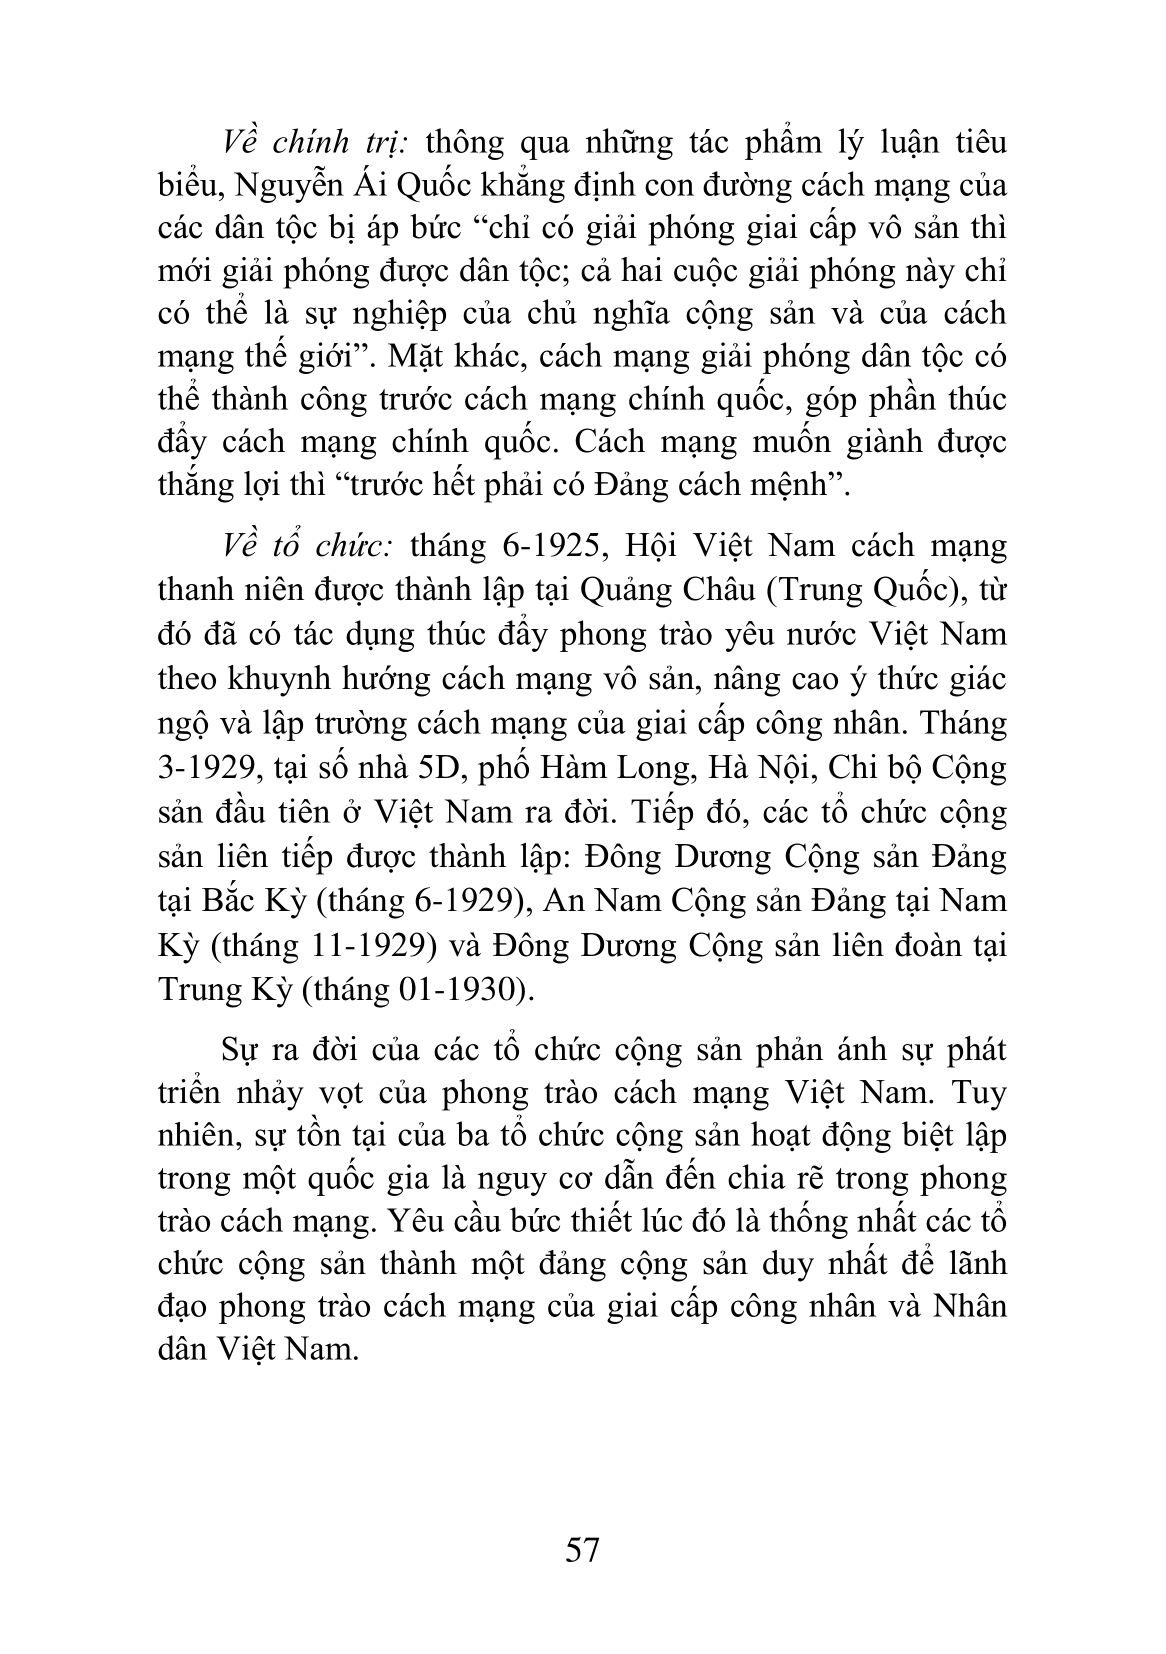 Về chính trị: thông qua những tác phẩm lý luận tiêu
biểu, Nguyễn Ái Quốc khẳng định con đường cách mạng của
các dân tộc bị áp bức “chỉ có giải phóng giai cấp vô sản thì
mới giải phóng được dân tộc; cả hai cuộc giải phóng này chỉ
có thể là sự nghiệp của chủ nghĩa cộng sản và của cách
mạng thế giới”. Mặt khác, cách mạng giải phóng dân tộc có
thể thành công trước cách mạng chính quốc, góp phần thúc
đẩy cách mạng chính quốc. Cách mạng muốn giành được
thắng lợi thì “trước hết phải có Đảng cách mệnh”.
Về tổ chức: tháng 6-1925, Hội Việt Nam cách mạng
thanh niên được thành lập tại Quảng Châu (Trung Quốc), từ
đó đã có tác dụng thúc đẩy phong trào yêu nước Việt Nam
theo khuynh hướng cách mạng vô sản, nâng cao ý thức giác
ngộ và lập trường cách mạng của giai cấp công nhân. Tháng
3-1929, tại số nhà 5D, phố Hàm Long, Hà Nội, Chi bộ Cộng
sản đầu tiên ở Việt Nam ra đời. Tiếp đó, các tổ chức cộng
sản liên tiếp được thành lập: Đông Dương Cộng sản Đảng
tại Bắc Kỳ (tháng 6-1929), An Nam Cộng sản Đảng tại Nam
Kỳ (tháng 11-1929) và Đông Dương Cộng sản liên đoàn tại
Trung Kỳ (tháng 01-1930).
Sự ra đời của các tổ chức cộng sản phản ánh sự phát
triển nhảy vọt của phong trào cách mạng Việt Nam. Tuy
nhiên, sự tồn tại của ba tổ chức cộng sản hoạt động biệt lập
trong một quốc gia là nguy cơ dẫn đến chia rẽ trong phong
trào cách mạng. Yêu cầu bức thiết lúc đó là thống nhất các tổ
chức cộng sản thành một đảng cộng sản duy nhất để lãnh
đạo phong trào cách mạng của giai cấp công nhân và Nhân
dân Việt Nam.
57